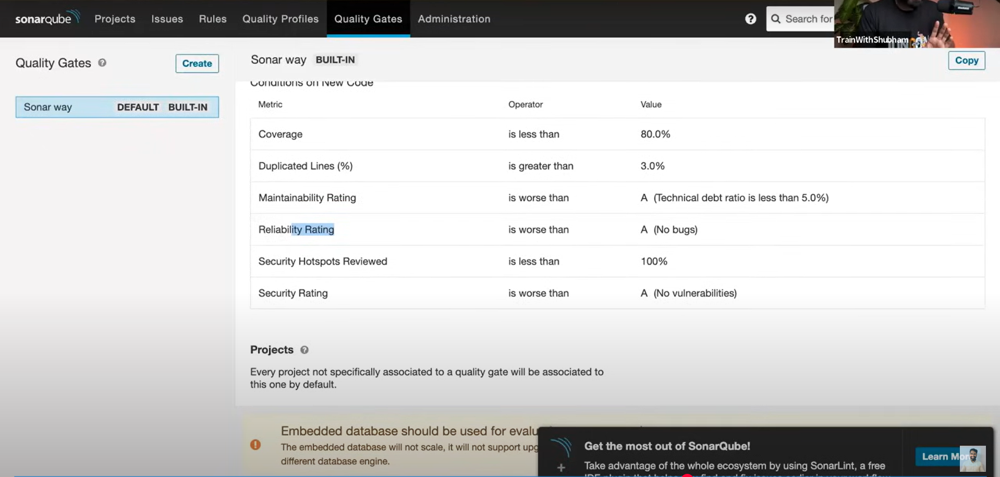 sonarqube Projects Issues Rules Quality Profiles Quality Gates Administration ? Search for
TrainWithShubham
Quality Gates ? Create
Sonar way DEFAULT BUILT-IN
Sonar way BUILT-IN Copy
Conditions on New Code
Metric Operator Value
Coverage is less than 80.0%
Duplicated Lines (%) is greater than 3.0%
Maintainability Rating is worse than A (Technical debt ratio is less than 5.0%)
Reliability Rating is worse than A (No bugs)
Security Hotspots Reviewed is less than 100%
Security Rating is worse than A (No vulnerabilities)
Projects ?
Every project not specifically associated to a quality gate will be associated to
this one by default.
Embedded database should be used for evalu
The embedded database will not scale, it will not support upg
different database engine.
Get the most out of SonarQube!
Take advantage of the whole ecosystem by using SonarLint, a free
Learn Mor